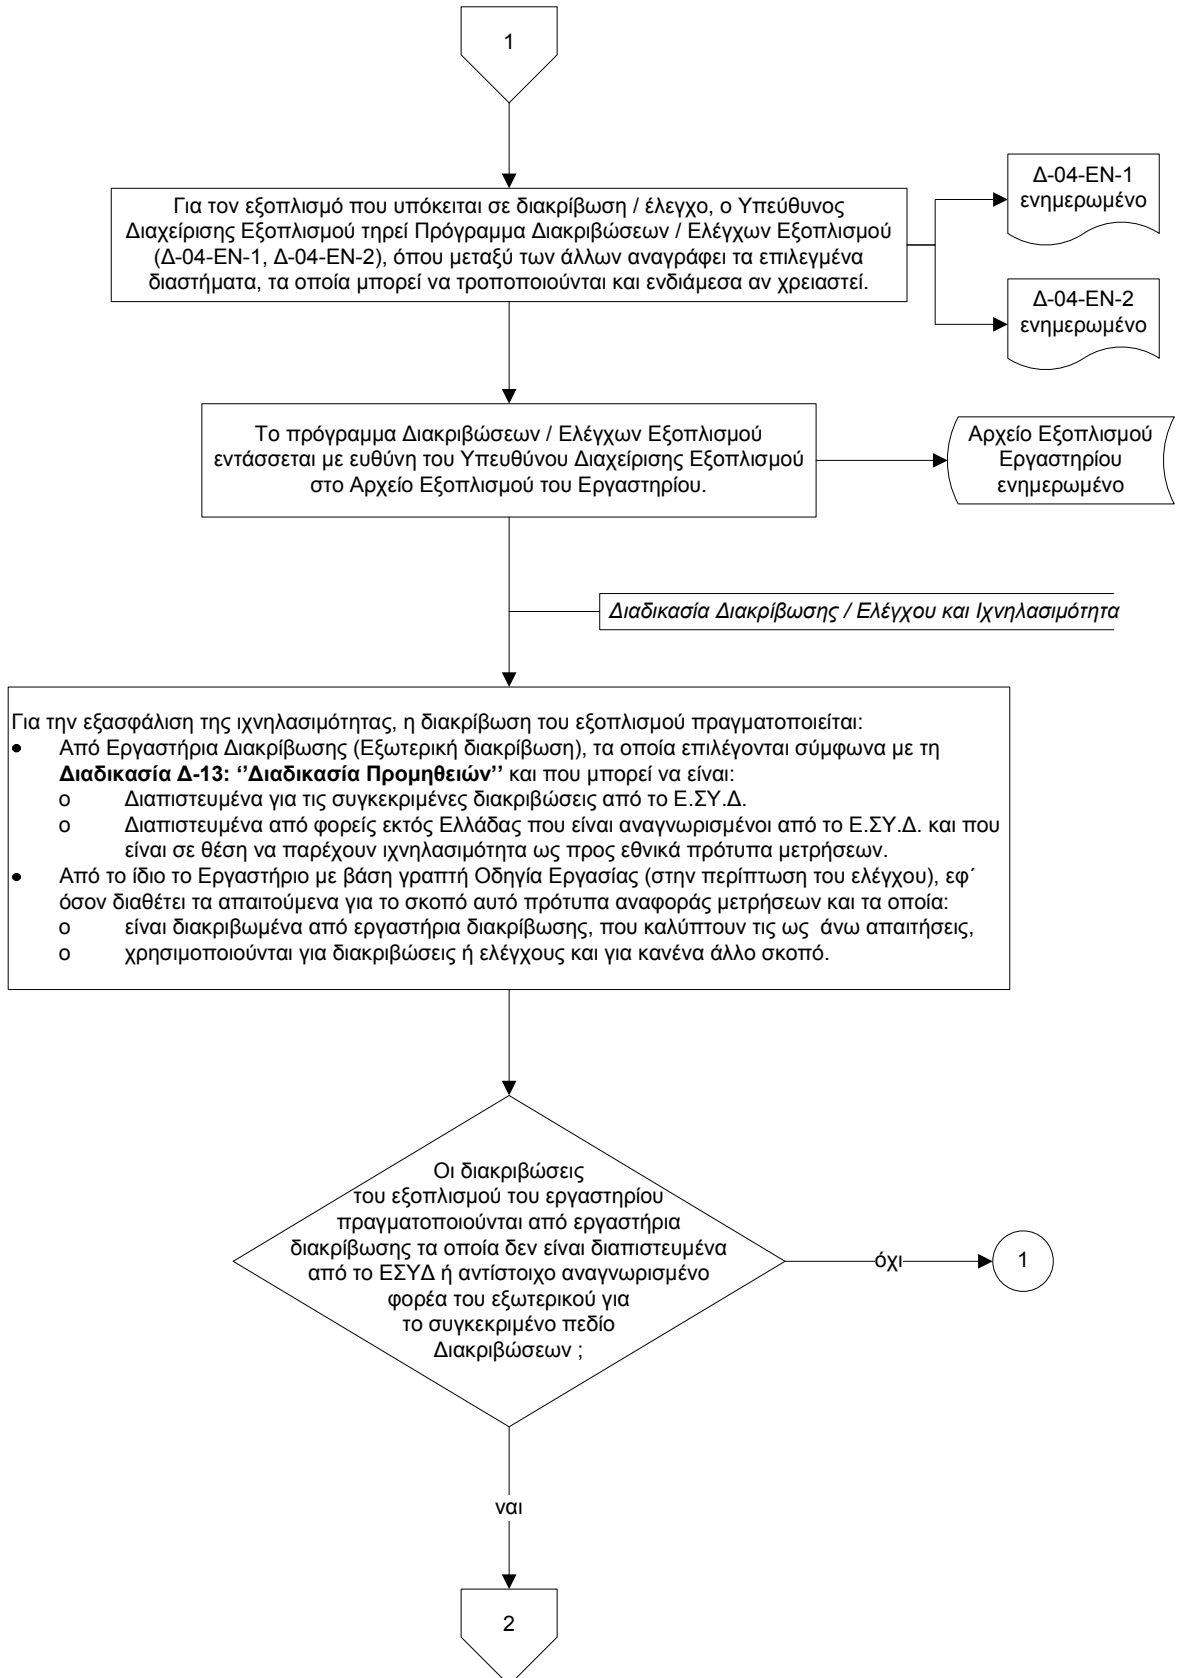 1
Για τον εξοπλισμό που υπόκειται σε διακρίβωση / έλεγχο, ο Υπεύθυνος
Διαχείρισης Εξοπλισμού τηρεί Πρόγραμμα Διακριβώσεων / Ελέγχων Εξοπλισμού
(Δ-04-ΕΝ-1, Δ-04-ΕΝ-2), όπου μεταξύ των άλλων αναγράφει τα επιλεγμένα
διαστήματα, τα οποία μπορεί να τροποποιούνται και ενδιάμεσα αν χρειαστεί.
Δ-04-ΕΝ-1
ενημερωμένο
Δ-04-ΕΝ-2
ενημερωμένο
Το πρόγραμμα Διακριβώσεων / Ελέγχων Εξοπλισμού
εντάσσεται με ευθύνη του Υπευθύνου Διαχείρισης Εξοπλισμού
στο Αρχείο Εξοπλισμού του Εργαστηρίου.
Αρχείο Εξοπλισμού
Εργαστηρίου
ενημερωμένο
Διαδικασία Διακρίβωσης / Ελέγχου και Ιχνηλασιμότητα
Για την εξασφάλιση της ιχνηλασιμότητας, η διακρίβωση του εξοπλισμού πραγματοποιείται:
• Από Εργαστήρια Διακρίβωσης (Εξωτερική διακρίβωση), τα οποία επιλέγονται σύμφωνα με τη
Διαδικασία Δ-13: ‘’Διαδικασία Προμηθειών’’ και που μπορεί να είναι:
o Διαπιστευμένα για τις συγκεκριμένες διακριβώσεις από το Ε.ΣΥ.Δ.
o Διαπιστευμένα από φορείς εκτός Ελλάδας που είναι αναγνωρισμένοι από το Ε.ΣΥ.Δ. και που
είναι σε θέση να παρέχουν ιχνηλασιμότητα ως προς εθνικά πρότυπα μετρήσεων.
• Από το ίδιο το Εργαστήριο με βάση γραπτή Οδηγία Εργασίας (στην περίπτωση του ελέγχου), εφ΄
όσον διαθέτει τα απαιτούμενα για το σκοπό αυτό πρότυπα αναφοράς μετρήσεων και τα οποία:
o είναι διακριβωμένα από εργαστήρια διακρίβωσης, που καλύπτουν τις ως άνω απαιτήσεις,
o χρησιμοποιούνται για διακριβώσεις ή ελέγχους και για κανένα άλλο σκοπό.
Οι διακριβώσεις
του εξοπλισμού του εργαστηρίου
πραγματοποιούνται από εργαστήρια
διακρίβωσης τα οποία δεν είναι διαπιστευμένα
από το ΕΣΥΔ ή αντίστοιχο αναγνωρισμένο
φορέα του εξωτερικού για
το συγκεκριμένο πεδίο
Διακριβώσεων ;
όχι
1
ναι
2